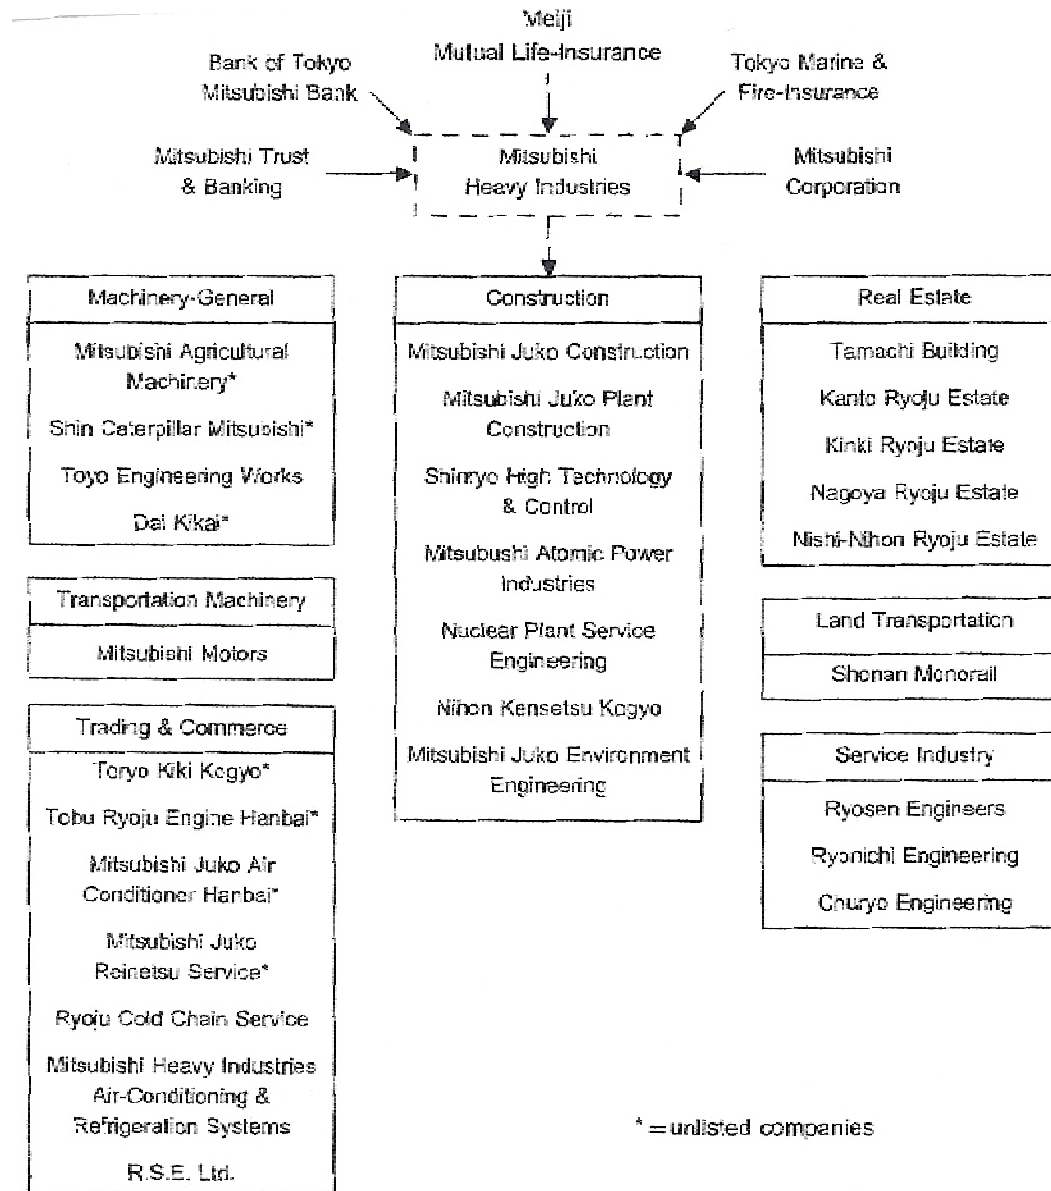 Meiji
Mutual Life-Insurance
Bank of Tokyo
Mitsubishi Bank
Tokyo Marine &
Fire-Insurance
Mitsubishi Trust
& Banking
Mitsubishi
Heavy Industries
Mitsubishi
Corporation
Machinery-General
Mitsubishi Agricultural
Machinery*
Shin Caterpillar Mitsubishi*
Toyo Engineering Works
Dai Kikai*
Transportation Machinery
Mitsubishi Motors
Trading & Commerce
Toryo Kiki Kogyo*
Tobu Ryoju Engine Hanbai*
Mitsubishi Juko Air
Conditioner Hanbai*
Mitsubishi Juko
Reinetsu Service*
Ryoju Cold Chain Service
Mitsubishi Heavy Industries
Air-Conditioning &
Refrigeration Systems
R.S.E. Ltd.
Construction
Mitsubishi Juko Construction
Mitsubishi Juko Plant
Construction
Shinryo High Technology
& Control
Mitsubushi Atomic Power
Industries
Nuclear Plant Service
Engineering
Nihon Kensetsu Kogyo
Mitsubishi Juko Environment
Engineering
Real Estate
Tamachi Building
Kanto Ryoju Estate
Kinki Ryoju Estate
Nagoya Ryoju Estate
Nishi-Nihon Ryoju Estate
Land Transportation
Shonan Monorail
Service Industry
Ryosen Engineers
Ryonichi Engineering
Churyo Engineering
* = unlisted companies